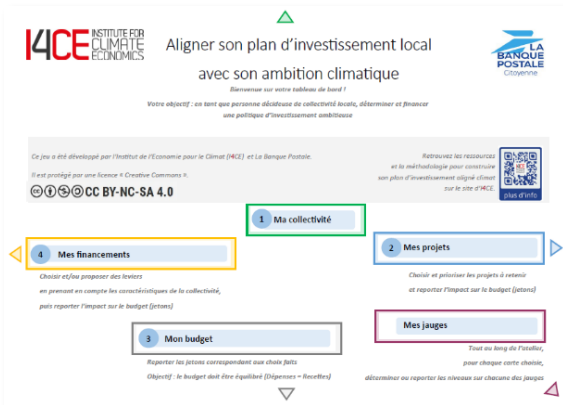 I4CE INSTITUTE FOR
CLIMATE
ECONOMICS
Aligner son plan d'investissement local
avec son ambition climatique
LA
BANQUE
POSTALE
Citoyenne
Bienvenue sur votre tableau de bord !
Votre objectif : en tant que personne décideuse de collectivité locale, déterminer et financer
une politique d'investissement ambitieuse
Ce jeu a été développé par l'Institut de l'Economie pour le Climat (I4CE) et La Banque Postale.
Il est protégé par une licence « Creative Commons ».
CC BY-NC-SA 4.0
Retrouvez les ressources
et la méthodologie pour construire
son plan d'investissement aligné climat
sur le site d'I4CE.
plus d'info
1 Ma collectivité
4 Mes financements
Choisir et/ou proposer des leviers
en prenant en compte les caractéristiques de la collectivité,
puis reporter l'impact sur le budget (jetons)
2 Mes projets
Choisir et prioriser les projets à retenir
et reporter l'impact sur le budget (jetons)
3 Mon budget
Reporter les jetons correspondant aux choix faits
Objectif : le budget doit être équilibré (Dépenses = Recettes)
Mes jauges
Tout au long de l'atelier,
pour chaque carte choisie,
déterminer ou reporter les niveaux sur chacune des jauges